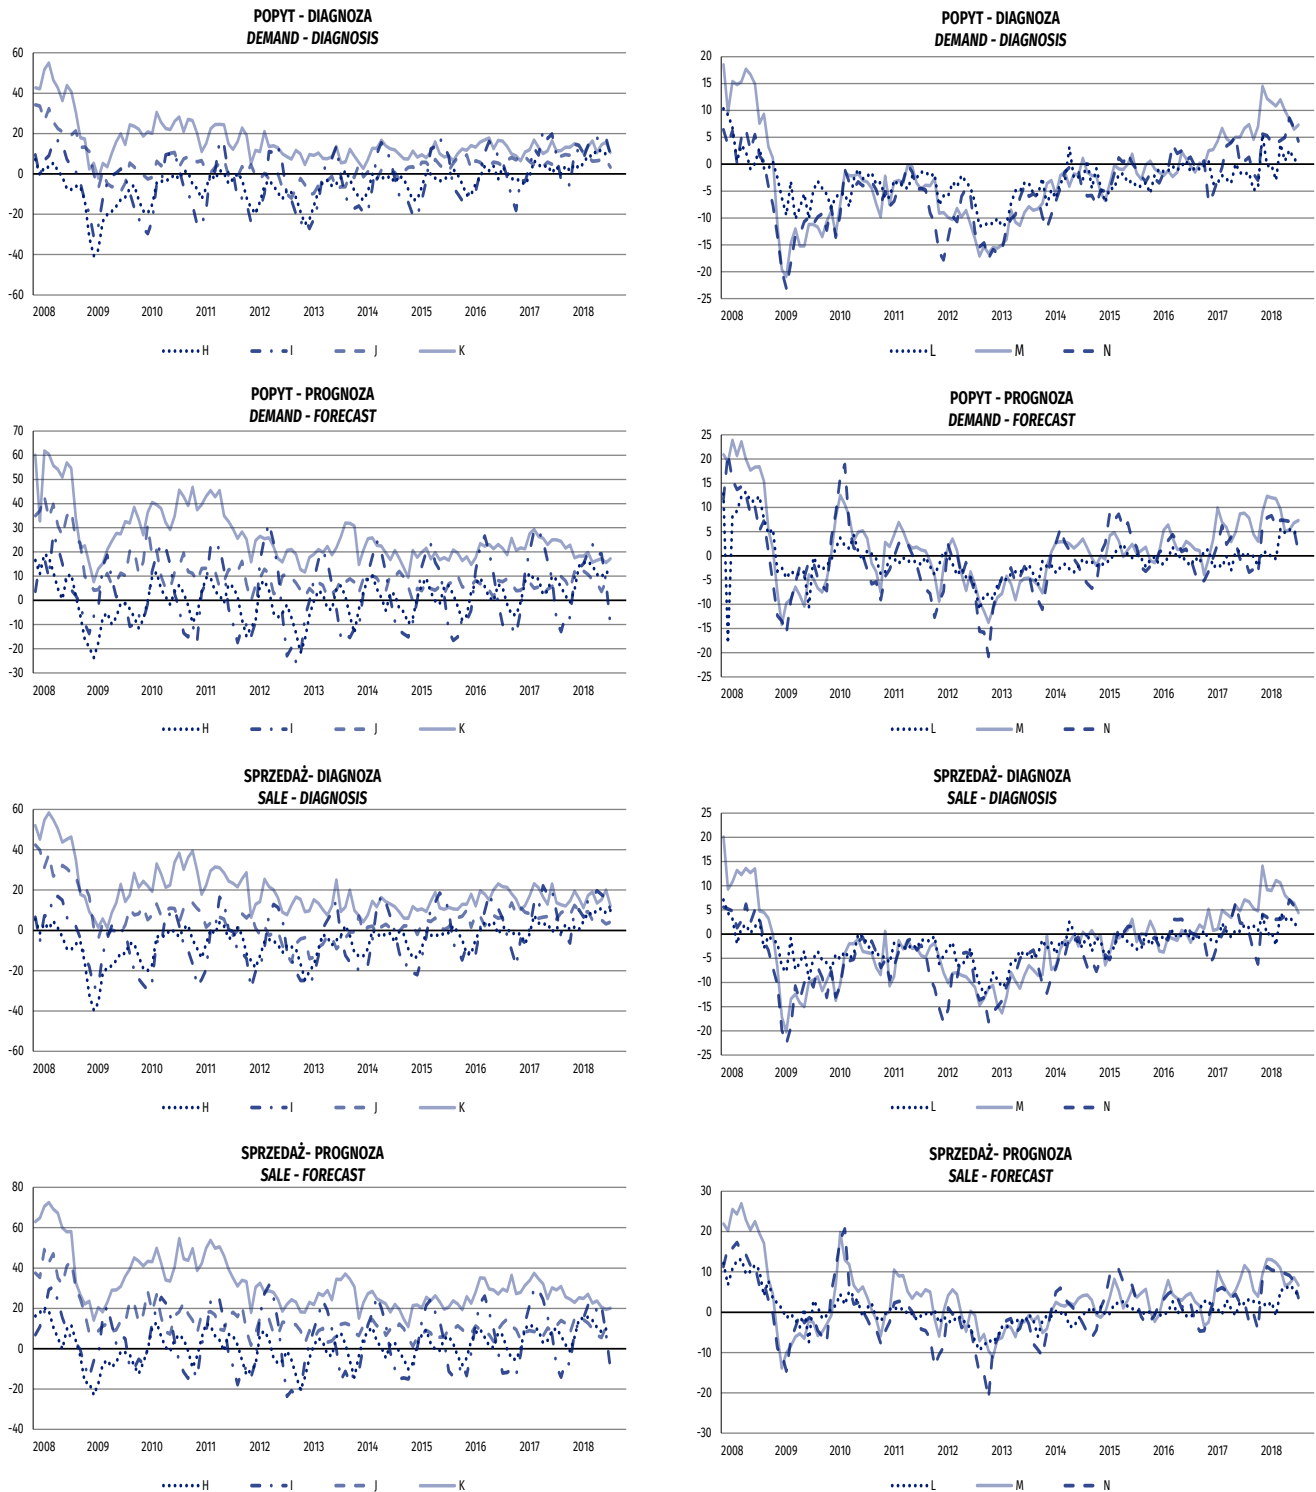 POPYT - DIAGNOZA
DEMAND - DIAGNOSIS
60
40
20
0
-20
-40
-60
2008 2009 2010 2011 2012 2013 2014 2015 2016 2017 2018
H I J K
POPYT - DIAGNOZA
DEMAND - DIAGNOSIS
20
15
10
5
0
-5
-10
-15
-20
-25
2008 2009 2010 2011 2012 2013 2014 2015 2016 2017 2018
L M N
POPYT - PROGNOZA
DEMAND - FORECAST
70
60
50
40
30
20
10
0
-10
-20
-30
2008 2009 2010 2011 2012 2013 2014 2015 2016 2017 2018
H I J K
POPYT - PROGNOZA
DEMAND - FORECAST
25
20
15
10
5
0
-5
-10
-15
-20
-25
2008 2009 2010 2011 2012 2013 2014 2015 2016 2017 2018
L M N
SPRZEDAŻ- DIAGNOZA
SALE - DIAGNOSIS
60
40
20
0
-20
-40
-60
2008 2009 2010 2011 2012 2013 2014 2015 2016 2017 2018
H I J K
SPRZEDAŻ- DIAGNOZA
SALE - DIAGNOSIS
25
20
15
10
5
0
-5
-10
-15
-20
-25
2008 2009 2010 2011 2012 2013 2014 2015 2016 2017 2018
L M N
SPRZEDAŻ- PROGNOZA
SALE - FORECAST
80
60
40
20
0
-20
-40
2008 2009 2010 2011 2012 2013 2014 2015 2016 2017 2018
H I J K
SPRZEDAŻ- PROGNOZA
SALE - FORECAST
30
20
10
0
-10
-20
-30
2008 2009 2010 2011 2012 2013 2014 2015 2016 2017 2018
L M N